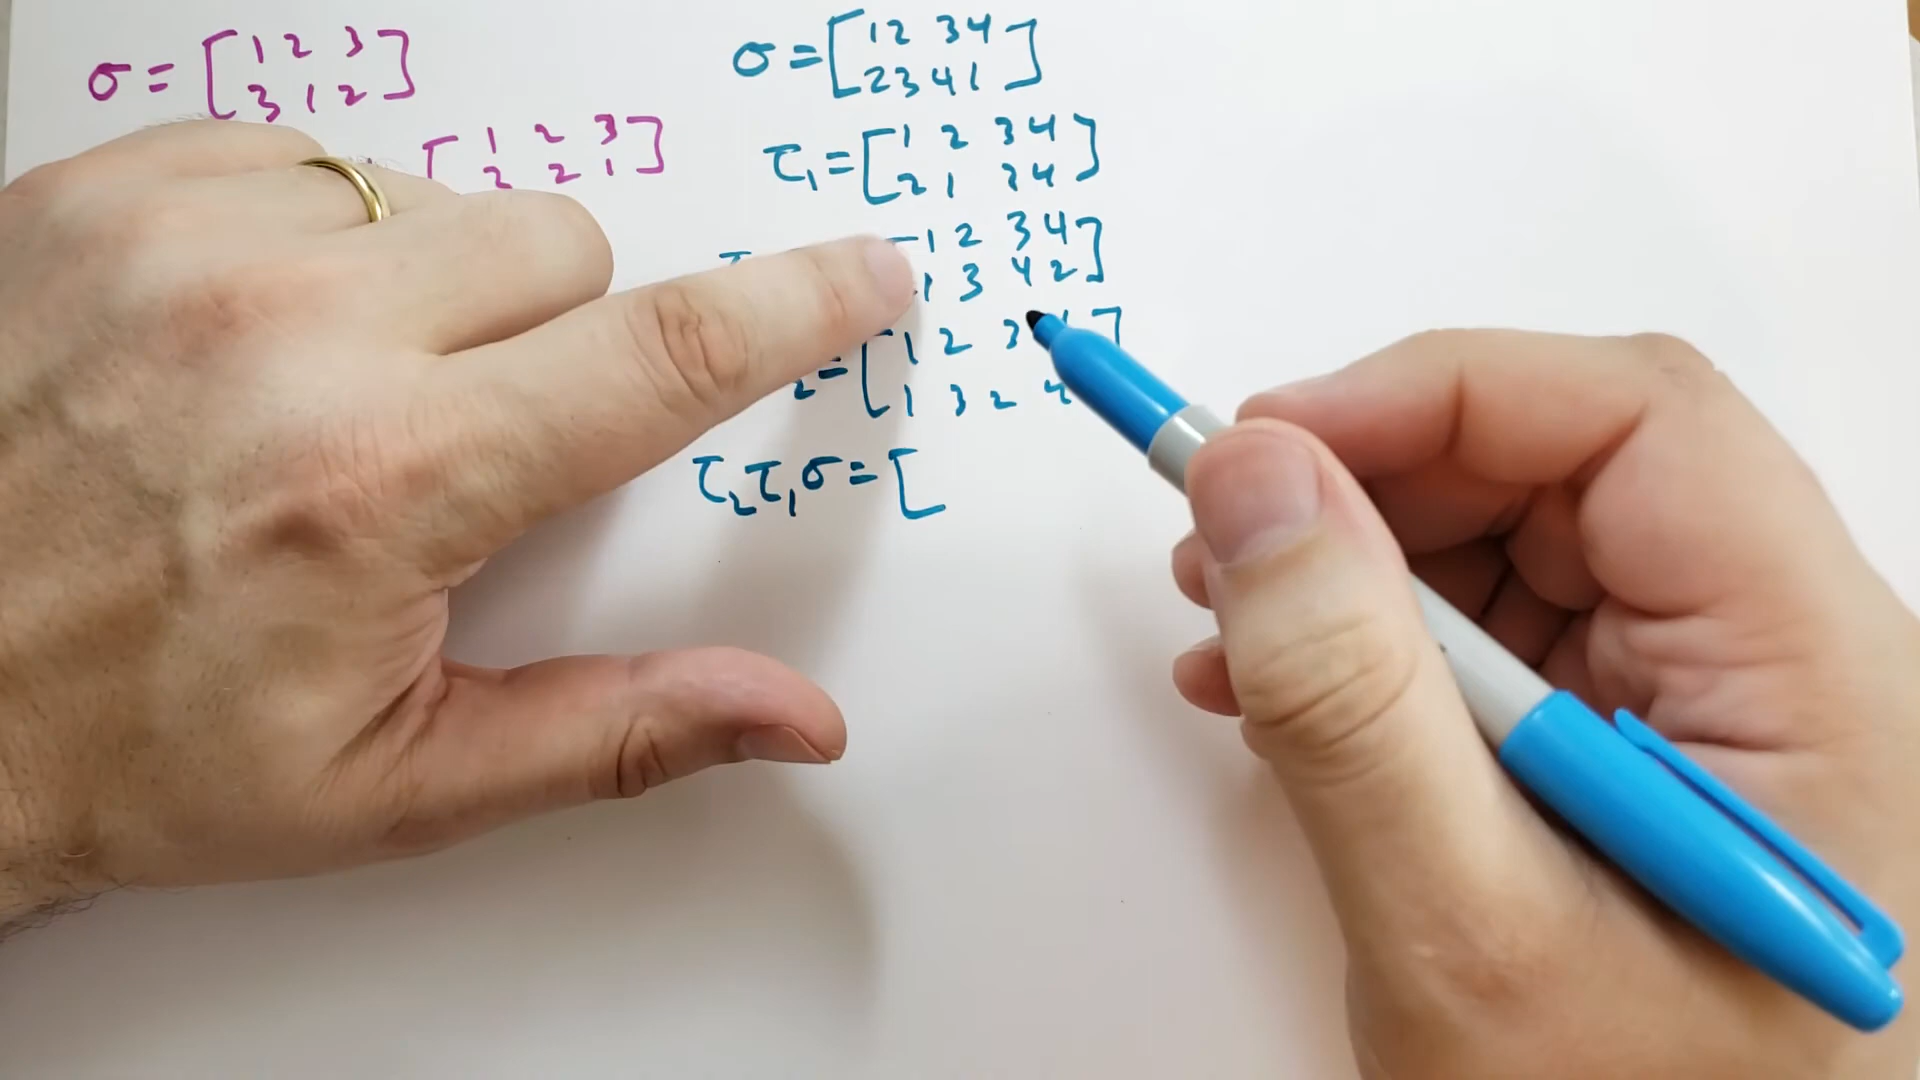 σ = [ 1 2 3 ]
3 1 2
[ 1 2 3 ]
2 1
σ = [ 1 2 3 4 ]
2 3 4 1
τ₁ = [ 1 2 3 4 ]
2 1 3 4
1 2 3 4 ]
1 3 4 2
₂ = [ 1 2 3 ]
1 3 2
τ₂τ₁σ = [